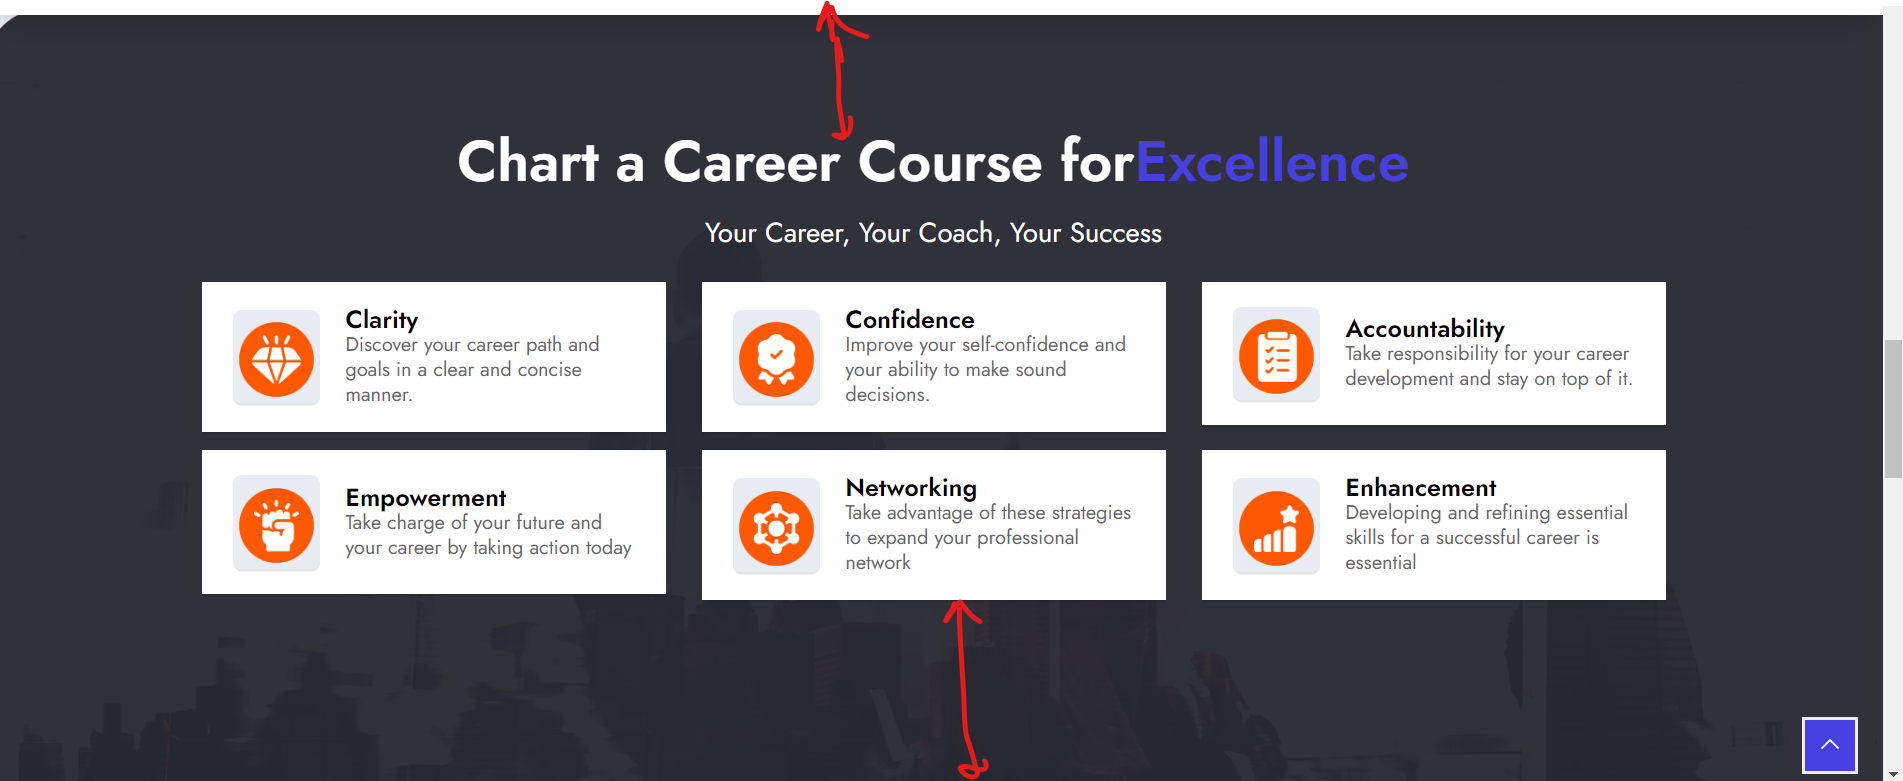 Chart a Career Course forExcellence
Your Career, Your Coach, Your Success
Clarity
Discover your career path and
goals in a clear and concise
manner.
Confidence
Improve your self-confidence and
your ability to make sound
decisions.
Accountability
Take responsibility for your career
development and stay on top of it.
Empowerment
Take charge of your future and
your career by taking action today
Networking
Take advantage of these strategies
to expand your professional
network
Enhancement
Developing and refining essential
skills for a successful career is
essential